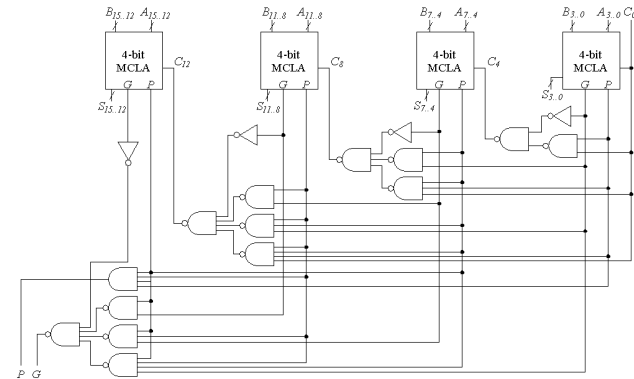 B15..12 A15..12 B11..8 A11..8 B7..4 A7..4 B3..0 A3..0 C0
4-bit MCLA
G P
C12
S15..12
4-bit MCLA
G P
C8
S11..8
4-bit MCLA
G P
C4
S7..4
4-bit MCLA
G P
S3..0
P G